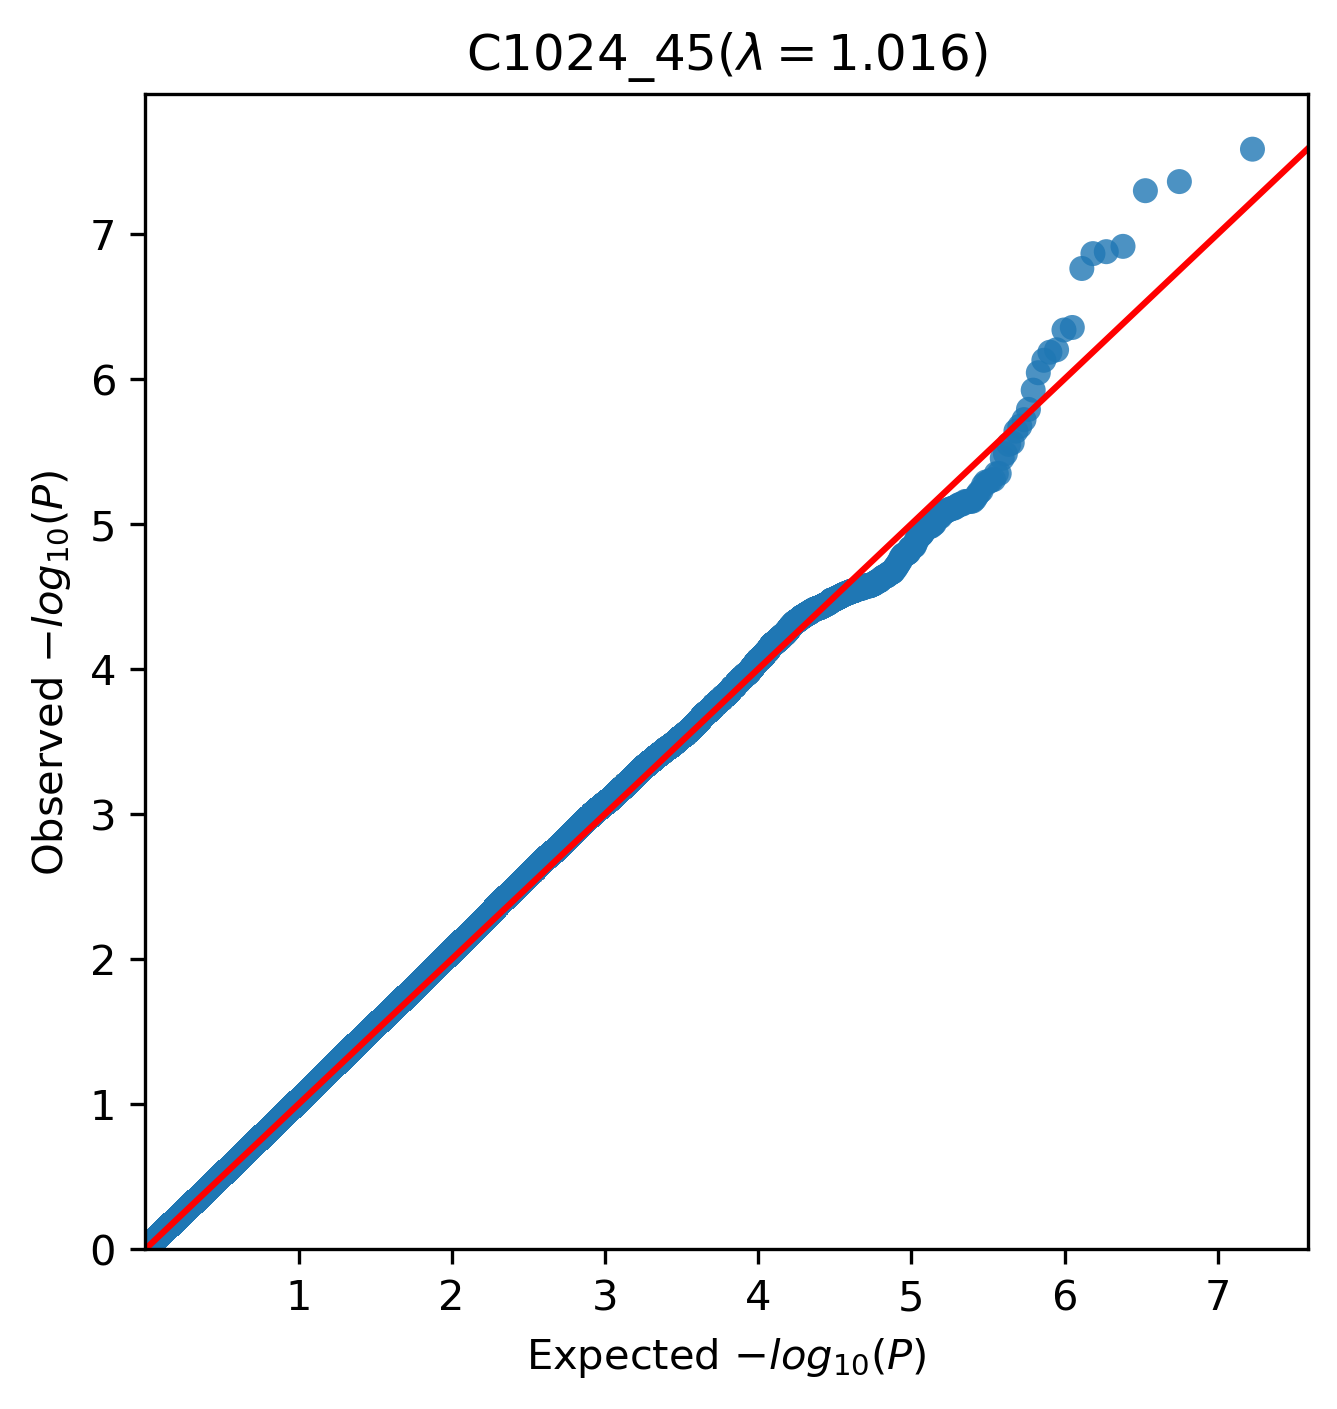 C1024_45(λ = 1.016)
Observed −log10(P)
7
6
5
4
3
2
1
0
1 2 3 4 5 6 7
Expected −log10(P)